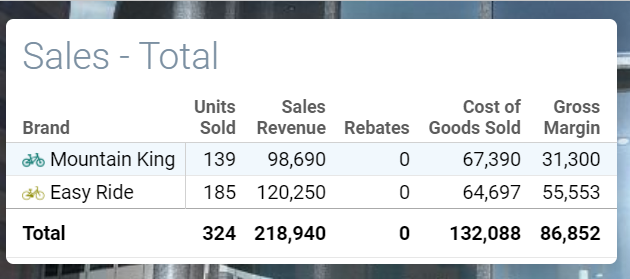 Sales - Total
Brand Units Sold Sales Revenue Rebates Cost of Goods Sold Gross Margin
Mountain King 139 98,690 0 67,390 31,300
Easy Ride 185 120,250 0 64,697 55,553
Total 324 218,940 0 132,088 86,852